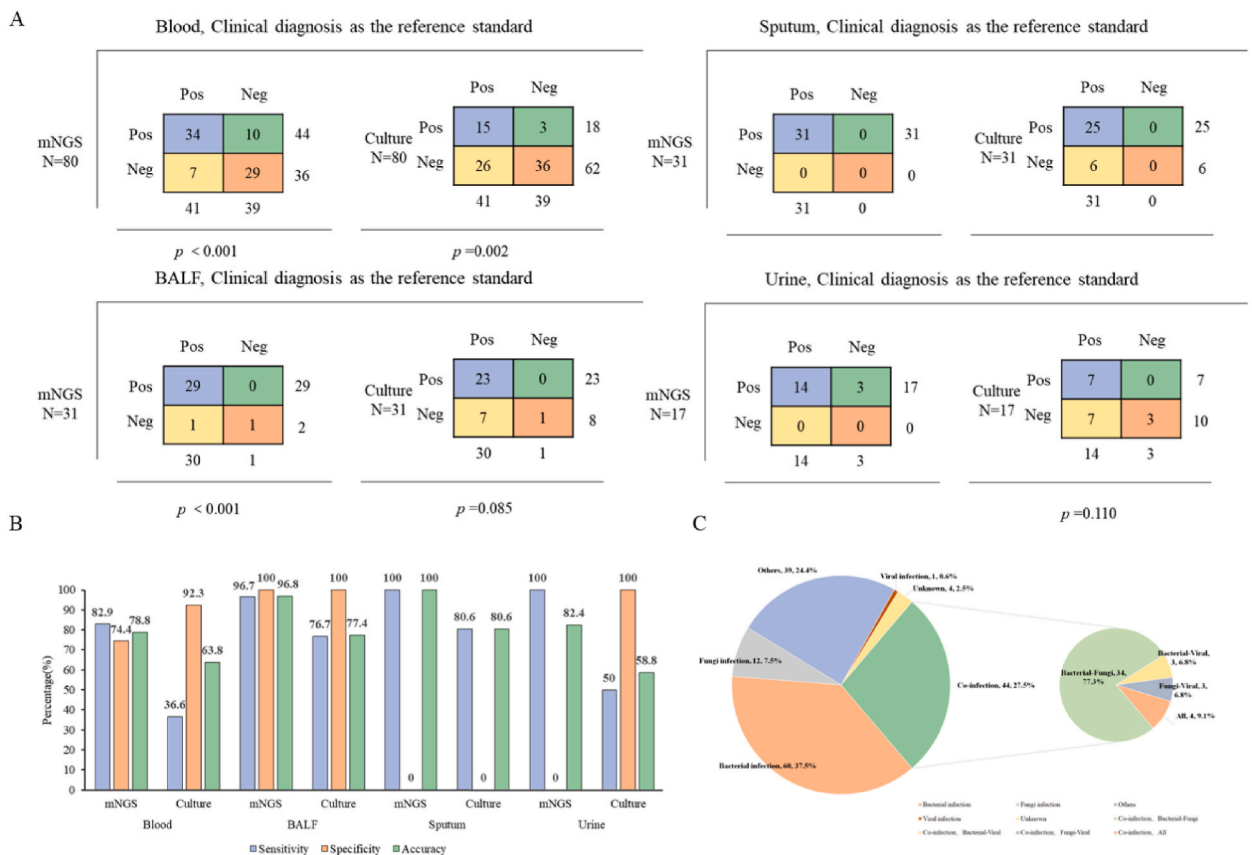 A
Blood, Clinical diagnosis as the reference standard
Pos Neg
mNGS
N=80
Pos 34 10 44
Neg 7 29 36
41 39
p < 0.001
Pos Neg
Culture
N=80
Pos 15 3 18
Neg 26 36 62
41 39
p =0.002
Sputum, Clinical diagnosis as the reference standard
Pos Neg
mNGS
N=31
Pos 31 0 31
Neg 0 0 0
31 0
Pos Neg
Culture
N=31
Pos 25 0 25
Neg 6 0 6
31 0
BALF, Clinical diagnosis as the reference standard
Pos Neg
mNGS
N=31
Pos 29 0 29
Neg 1 1 2
30 1
p < 0.001
Pos Neg
Culture
N=31
Pos 23 0 23
Neg 7 1 8
30 1
p =0.085
Urine, Clinical diagnosis as the reference standard
Pos Neg
mNGS
N=17
Pos 14 3 17
Neg 0 0 0
14 3
Pos Neg
Culture
N=17
Pos 7 0 7
Neg 7 3 10
14 3
p =0.110
B
Percentage(%)
100
90
80
70
60
50
40
30
20
10
0
82.9 74.4 78.8 36.6 92.3 63.8 96.7 100 96.8 76.7 100 77.4 100 0 100 80.6 0 80.6 100 0 82.4 50 100 58.8
mNGS Culture mNGS Culture mNGS Culture mNGS Culture
Blood BALF Sputum Urine
Sensitivity Specificity Accuracy
C
Others, 39, 24.4%
Viral infection, 1, 0.6%
Unknown, 4, 2.5%
Fungi infection, 12, 7.5%
Co-infection, 44, 27.5%
Bacterial infection, 60, 37.5%
Bacterial-Fungi, 34,
77.3%
Bacterial-Viral,
3, 6.8%
Fungi-Viral, 3,
6.8%
All, 4, 9.1%
Bacterial infection Fungi infection Others
Viral infection Unknown Co-infection、Bacterial-Fungi
Co-infection、Bacterial-Viral Co-infection、Fungi-Viral Co-infection、All